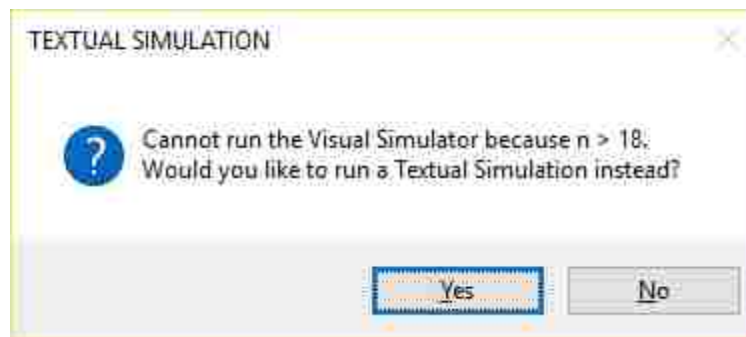 TEXTUAL SIMULATION
Cannot run the Visual Simulator because n > 18.
Would you like to run a Textual Simulation instead?
Yes
No